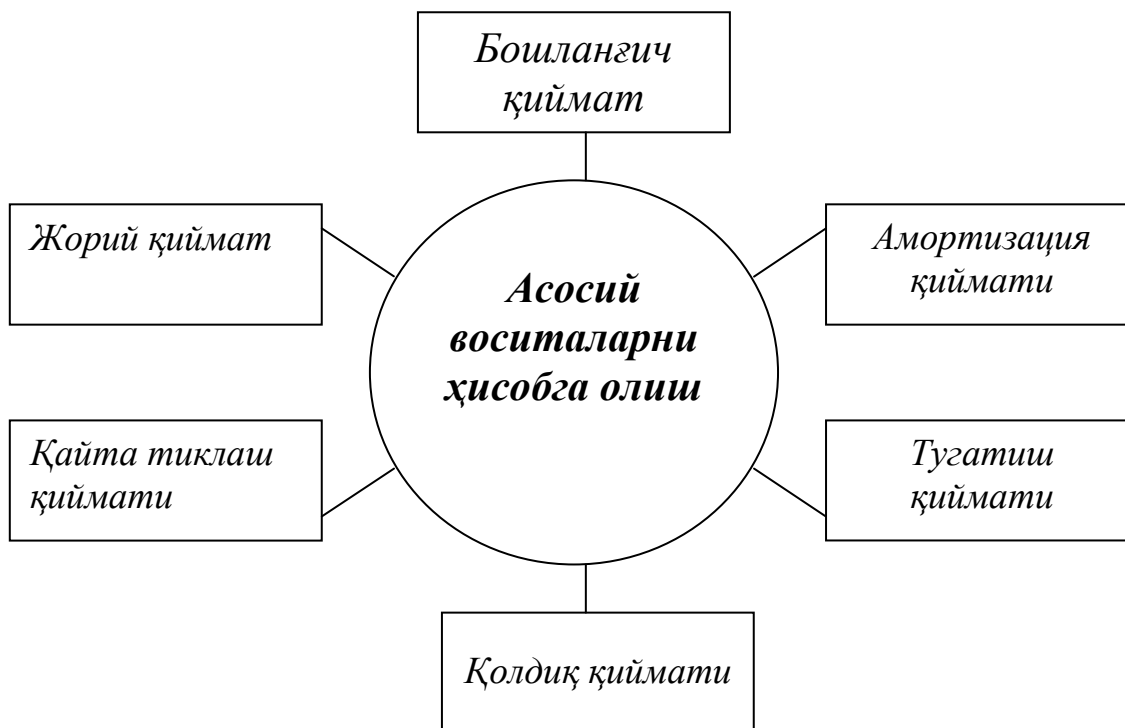 Бошланғич
қиймат
Жорий қиймат
Амортизация
қиймати
Асосий
воситаларни
ҳисобга олиш
Қайта тиклаш
қиймати
Тугатиш
қиймати
Қолдиқ қиймати